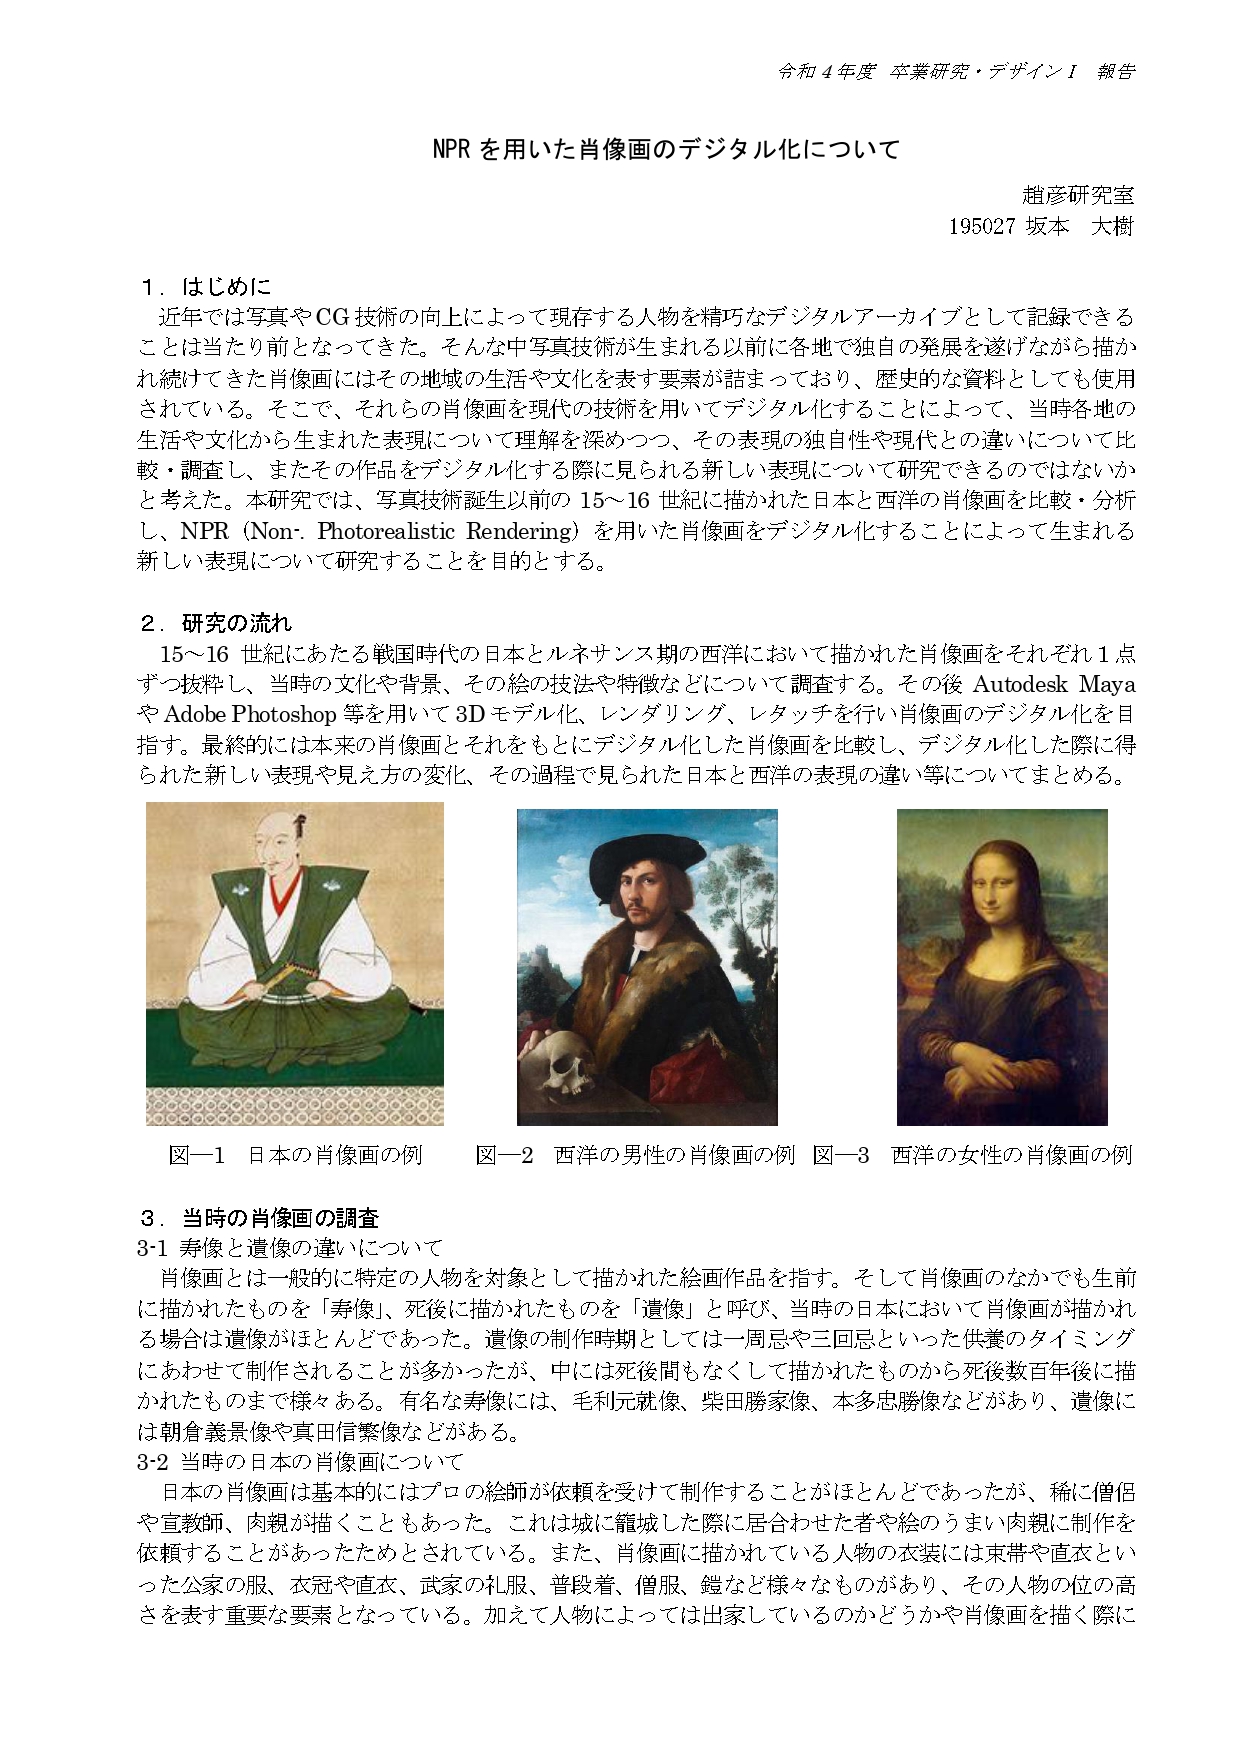 令和 4 年度 卒業研究・デザイン I 報告
NPR を用いた肖像画のデジタル化について
趙彦研究室
195027 坂本 大樹
１．はじめに
近年では写真や CG 技術の向上によって現存する人物を精巧なデジタルアーカイブとして記録できる
ことは当たり前となってきた。そんな中写真技術が生まれる以前に各地で独自の発展を遂げながら描か
れ続けてきた肖像画にはその地域の生活や文化を表す要素が詰まっており、歴史的な資料としても使用
されている。そこで、それらの肖像画を現代の技術を用いてデジタル化することによって、当時各地の
生活や文化から生まれた表現について理解を深めつつ、その表現の独自性や現代との違いについて比
較・調査し、またその作品をデジタル化する際に見られる新しい表現について研究できるのではないか
と考えた。本研究では、写真技術誕生以前の 15～16 世紀に描かれた日本と西洋の肖像画を比較・分析
し、NPR（Non-. Photorealistic Rendering）を用いた肖像画をデジタル化することによって生まれる
新しい表現について研究することを目的とする。
２．研究の流れ
15～16 世紀にあたる戦国時代の日本とルネサンス期の西洋において描かれた肖像画をそれぞれ 1 点
ずつ抜粋し、当時の文化や背景、その絵の技法や特徴などについて調査する。その後 Autodesk Maya
や Adobe Photoshop 等を用いて 3D モデル化、レンダリング、レタッチを行い肖像画のデジタル化を目
指す。最終的には本来の肖像画とそれをもとにデジタル化した肖像画を比較し、デジタル化した際に得
られた新しい表現や見え方の変化、その過程で見られた日本と西洋の表現の違い等についてまとめる。
図―1 日本の肖像画の例 図―2 西洋の男性の肖像画の例 図―3 西洋の女性の肖像画の例
３．当時の肖像画の調査
3-1 寿像と遺像の違いについて
肖像画とは一般的に特定の人物を対象として描かれた絵画作品を指す。そして肖像画のなかでも生前
に描かれたものを「寿像」、死後に描かれたものを「遺像」と呼び、当時の日本において肖像画が描かれ
る場合は遺像がほとんどであった。遺像の制作時期としては一周忌や三回忌といった供養のタイミング
にあわせて制作されることが多かったが、中には死後間もなくして描かれたものから死後数百年後に描
かれたものまで様々ある。有名な寿像には、毛利元就像、柴田勝家像、本多忠勝像などがあり、遺像に
は朝倉義景像や真田信繁像などがある。
3-2 当時の日本の肖像画について
日本の肖像画は基本的にはプロの絵師が依頼を受けて制作することがほとんどであったが、稀に僧侶
や宣教師、肉親が描くこともあった。これは城に籠城した際に居合わせた者や絵のうまい肉親に制作を
依頼することがあったためとされている。また、肖像画に描かれている人物の衣装には束帯や直衣とい
った公家の服、衣冠や直衣、武家の礼服、普段着、僧服、鎧など様々なものがあり、その人物の位の高
さを表す重要な要素となっている。加えて人物によっては出家しているのかどうかや肖像画を描く際に